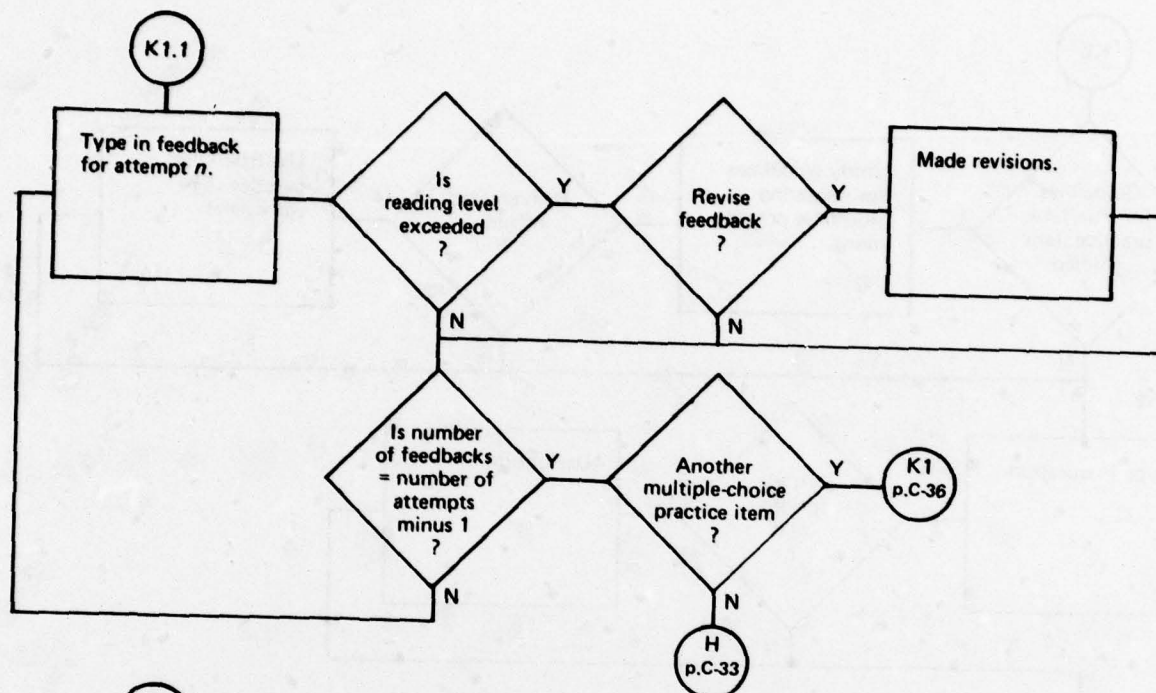 K1.1
Type in feedback
for attempt n.
Is
reading level
exceeded
?
Y
N
Revise
feedback
?
Y
N
Made revisions.
Is number
of feedbacks
= number of
attempts
minus 1
?
Y
N
Another
multiple-choice
practice item
?
Y
N
K1
p.C-36
H
p.C-33